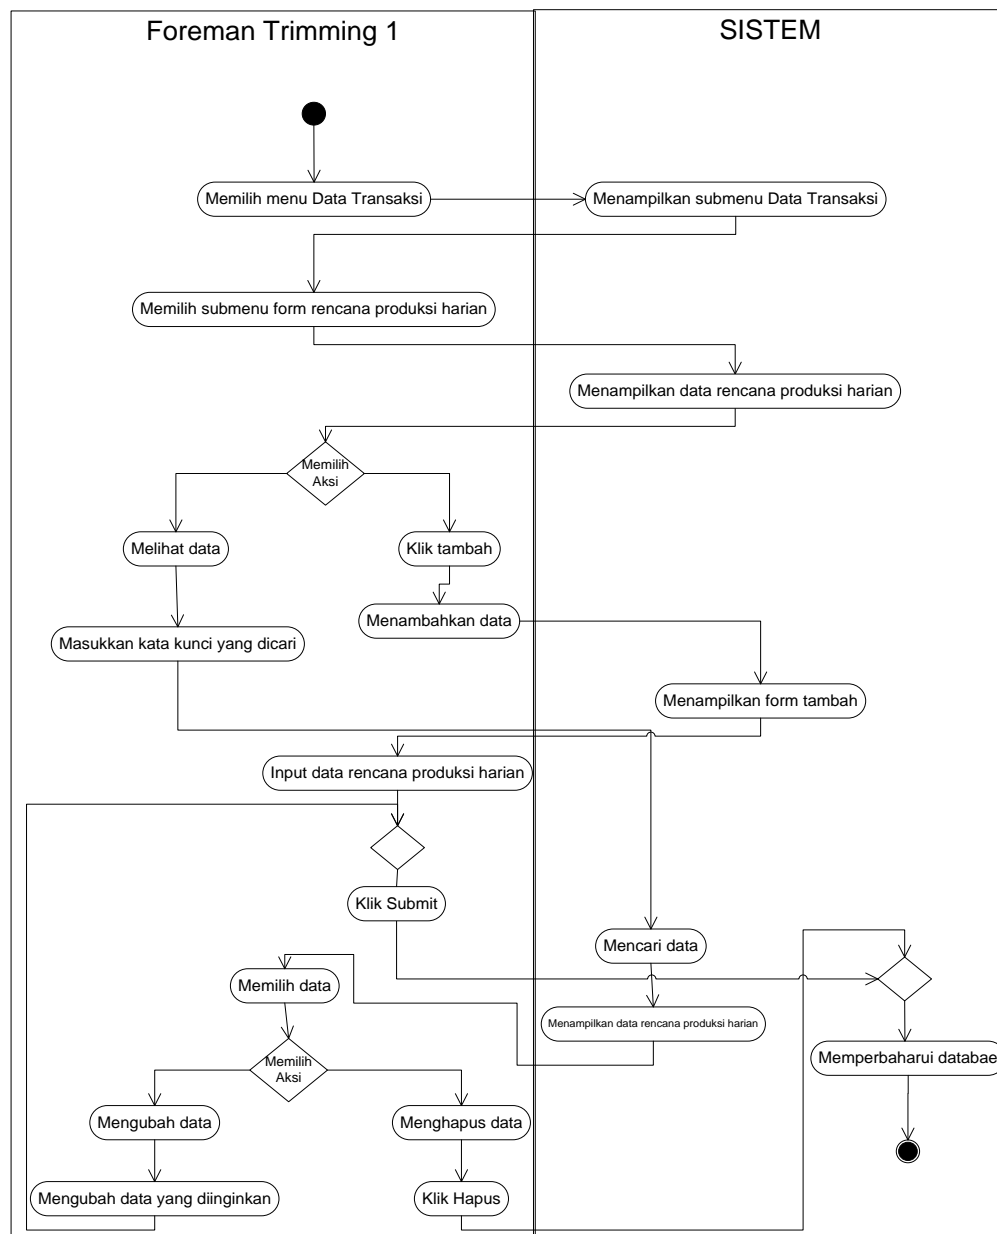 Foreman Trimming 1
SISTEM
Memilih menu Data Transaksi
Menampilkan submenu Data Transaksi
Memilih submenu form rencana produksi harian
Menampilkan data rencana produksi harian
Memilih
Aksi
Melihat data
Klik tambah
Menambahkan data
Masukkan kata kunci yang dicari
Menampilkan form tambah
Input data rencana produksi harian
Klik Submit
Mencari data
Memilih data
Menampilkan data rencana produksi harian
Memilih
Aksi
Memperbaharui databae
Mengubah data
Menghapus data
Mengubah data yang diinginkan
Klik Hapus